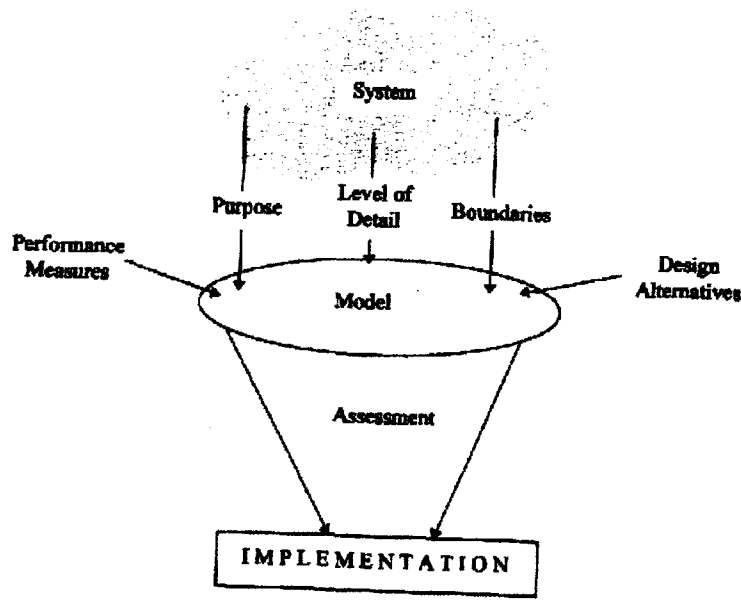 System
Purpose
Level of
Detail
Boundaries
Performance
Measures
Design
Alternatives
Model
Assessment
IMPLEMENTATION